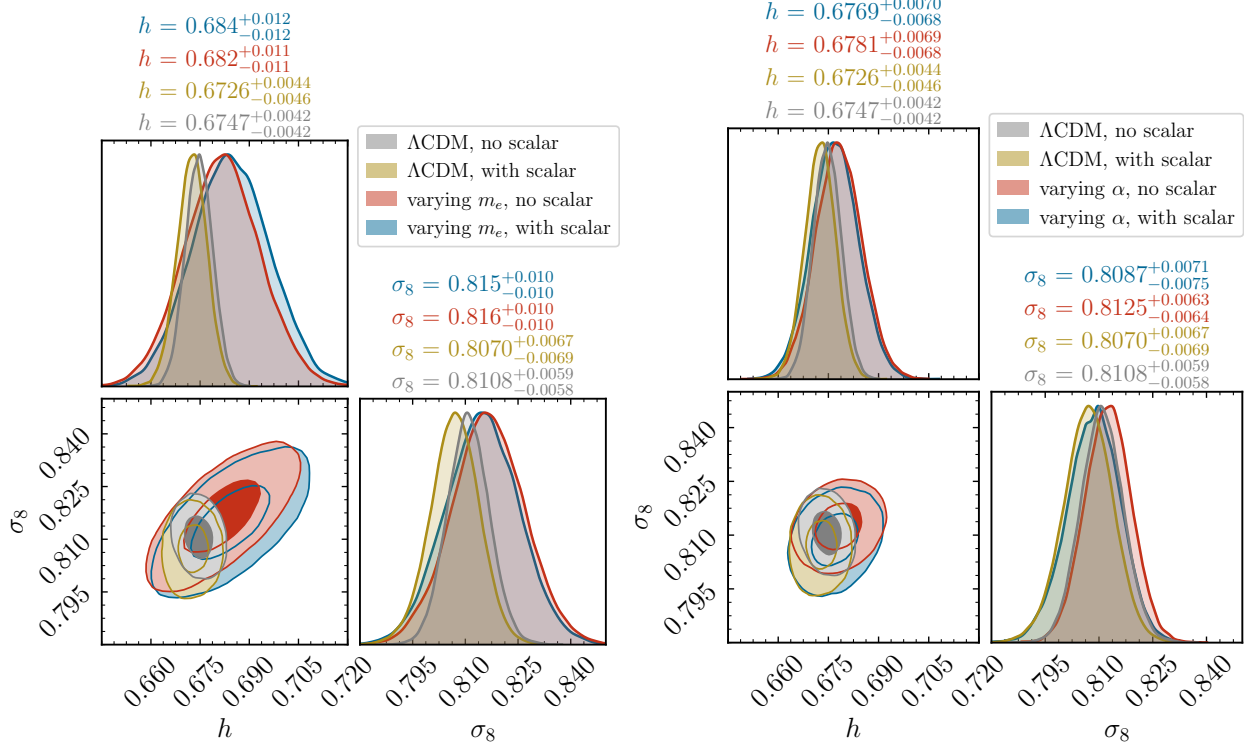 h = 0.684^{+0.012}_{-0.012}
h = 0.682^{+0.011}_{-0.011}
h = 0.6726^{+0.0044}_{-0.0046}
h = 0.6747^{+0.0042}_{-0.0042}
ΛCDM, no scalar
ΛCDM, with scalar
varying m_e, no scalar
varying m_e, with scalar
σ_8 = 0.815^{+0.010}_{-0.010}
σ_8 = 0.816^{+0.010}_{-0.010}
σ_8 = 0.8070^{+0.0067}_{-0.0069}
σ_8 = 0.8108^{+0.0059}_{-0.0058}
0.840
0.825
0.810
0.795
σ_8
0.660 0.675 0.690 0.705 0.720
h
0.795 0.810 0.825 0.840
σ_8
h = 0.6769^{+0.0070}_{-0.0068}
h = 0.6781^{+0.0069}_{-0.0068}
h = 0.6726^{+0.0044}_{-0.0046}
h = 0.6747^{+0.0042}_{-0.0042}
ΛCDM, no scalar
ΛCDM, with scalar
varying α, no scalar
varying α, with scalar
σ_8 = 0.8087^{+0.0071}_{-0.0075}
σ_8 = 0.8125^{+0.0063}_{-0.0064}
σ_8 = 0.8070^{+0.0067}_{-0.0069}
σ_8 = 0.8108^{+0.0059}_{-0.0058}
0.840
0.825
0.810
0.795
σ_8
0.660 0.675 0.690 0.705 0.720
h
0.795 0.810 0.825 0.840
σ_8